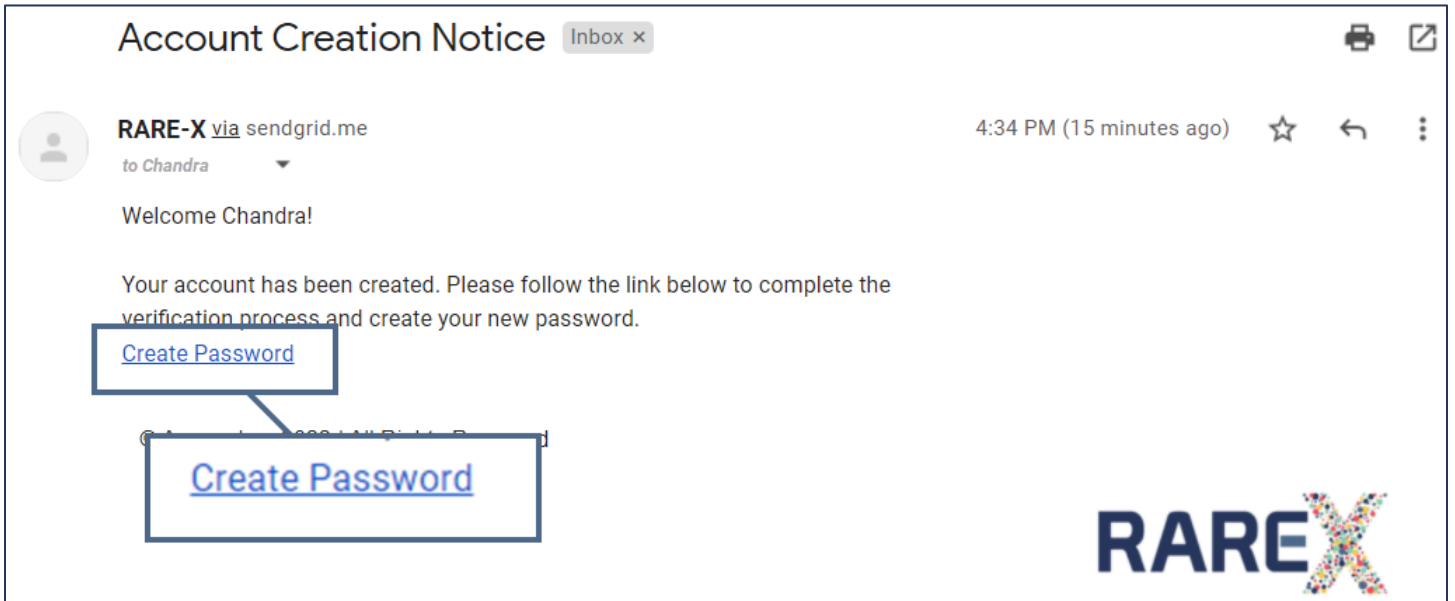 Account Creation Notice Inbox ×
RARE-X via sendgrid.me 4:34 PM (15 minutes ago)
to Chandra
Welcome Chandra!
Your account has been created. Please follow the link below to complete the
verification process and create your new password.
Create Password
Create Password
RARE-X